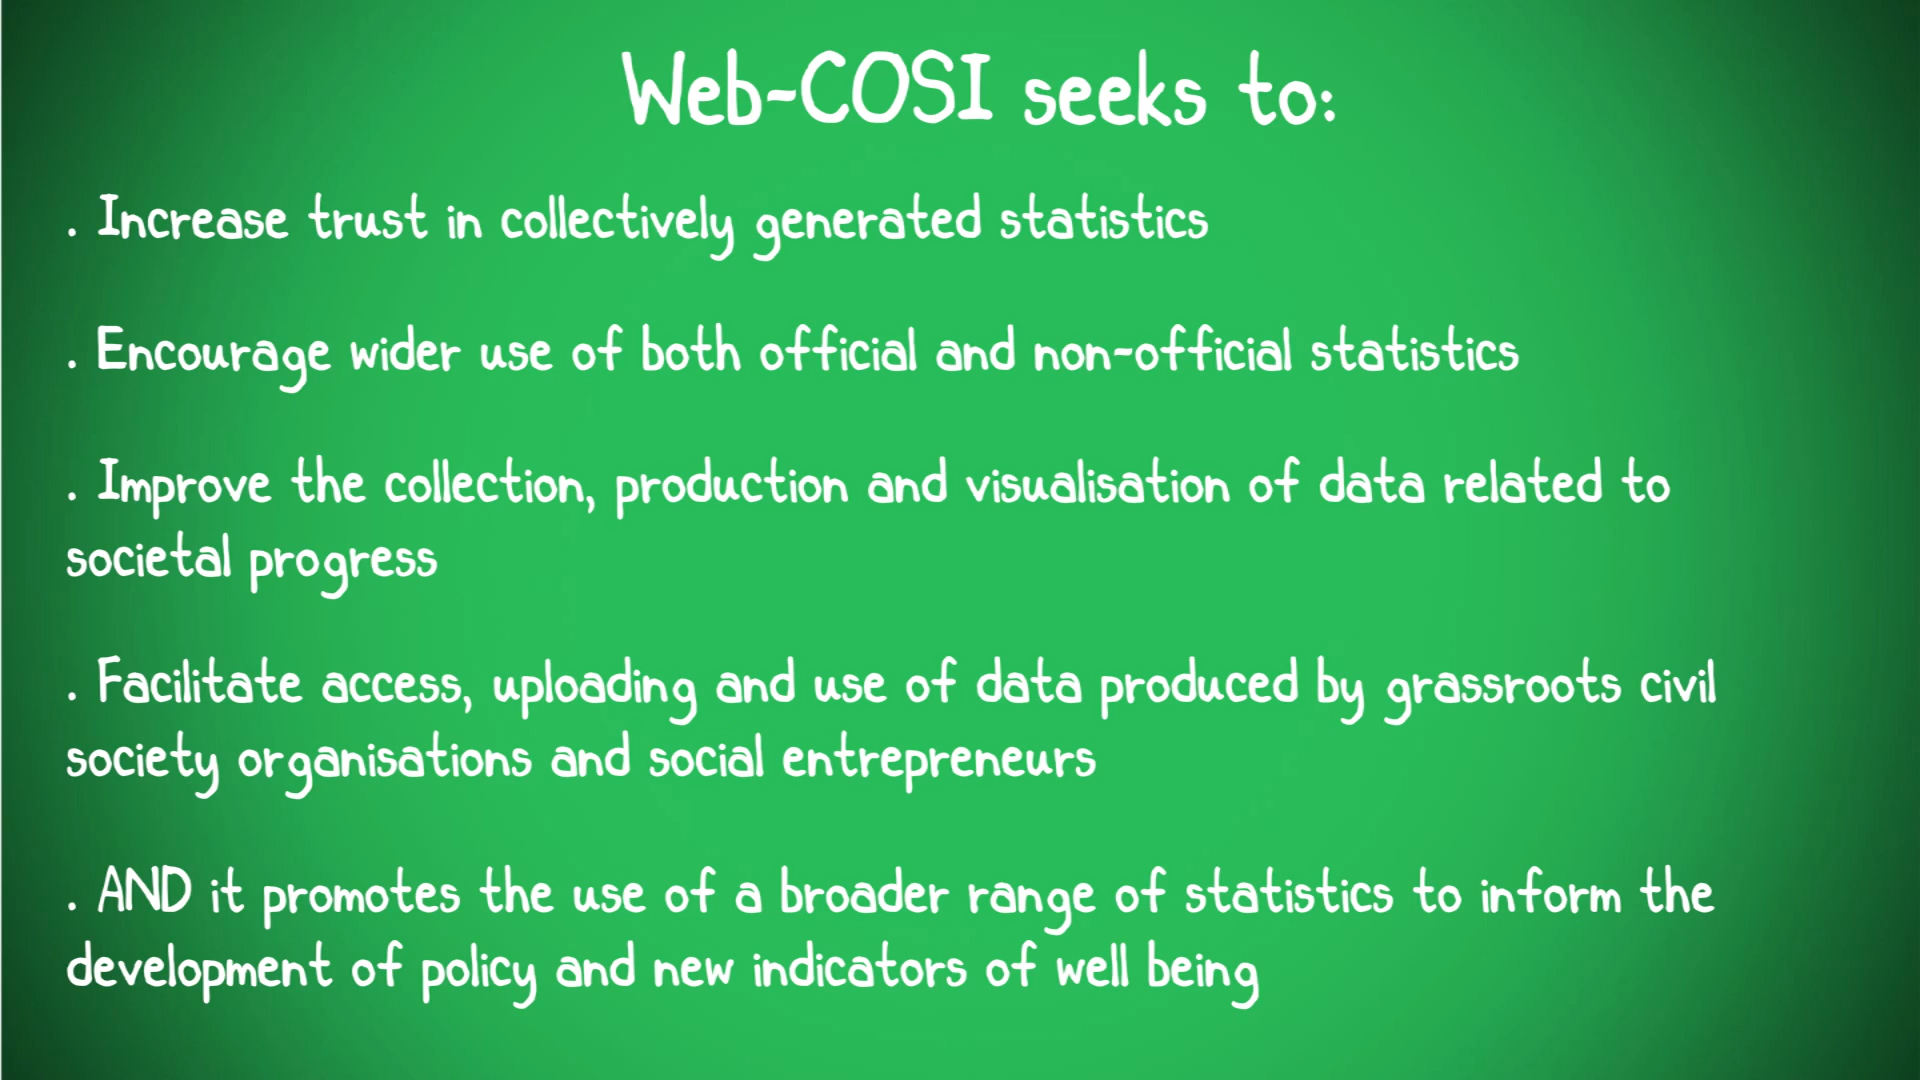 Web-COSI seeks to:
. Increase trust in collectively generated statistics
. Encourage wider use of both official and non-official statistics
. Improve the collection, production and visualisation of data related to
societal progress
. Facilitate access, uploading and use of data produced by grassroots civil
society organisations and social entrepreneurs
. AND it promotes the use of a broader range of statistics to inform the
development of policy and new indicators of well being